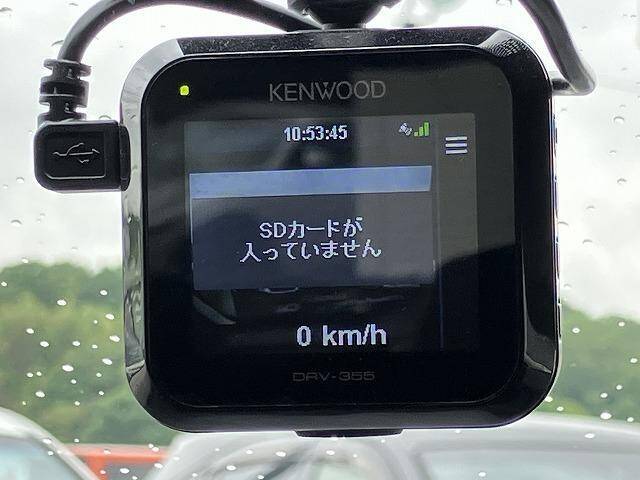 KENWOOD
10:53:45
SDカードが
入っていません
0 km/h
DRV-355